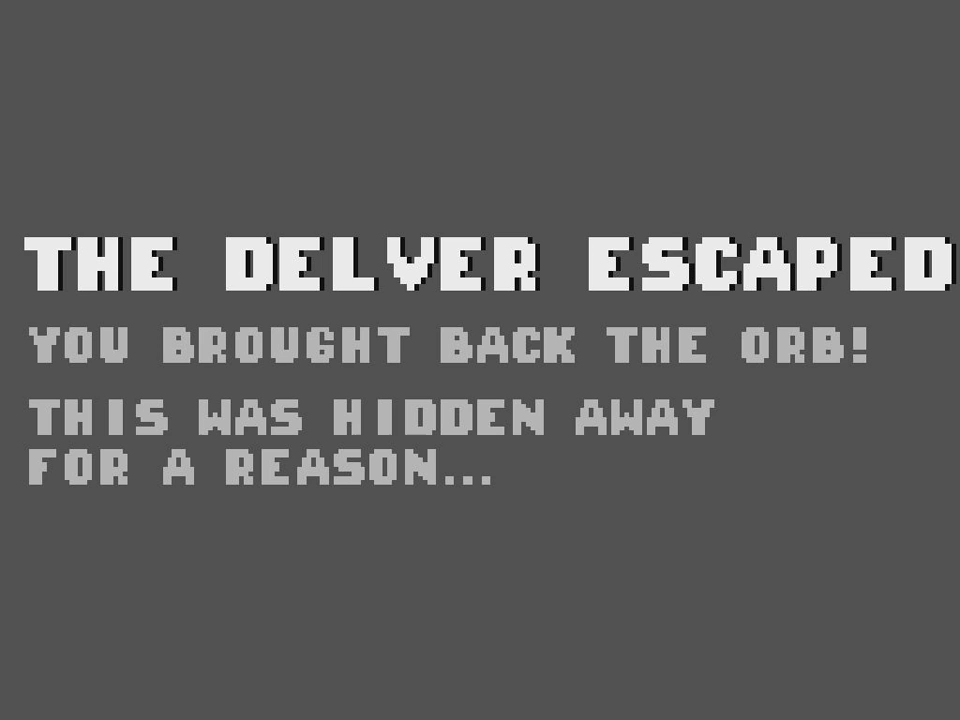 THE DELVER ESCAPED
YOU BROUGHT BACK THE ORB!
THIS WAS HIDDEN AWAY
FOR A REASON...